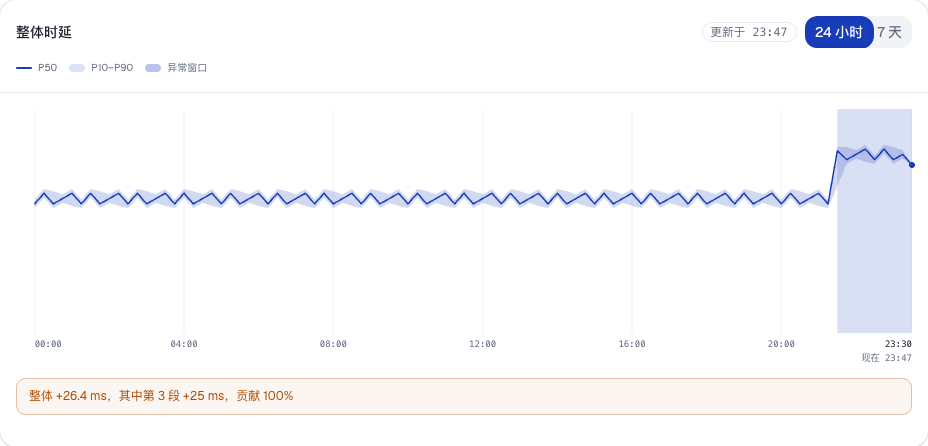 整体时延
更新于 23:47
24 小时
7 天
P50
P10–P90
异常窗口
00:00
04:00
08:00
12:00
16:00
20:00
23:30
现在 23:47
整体 +26.4 ms，其中第 3 段 +25 ms，贡献 100%